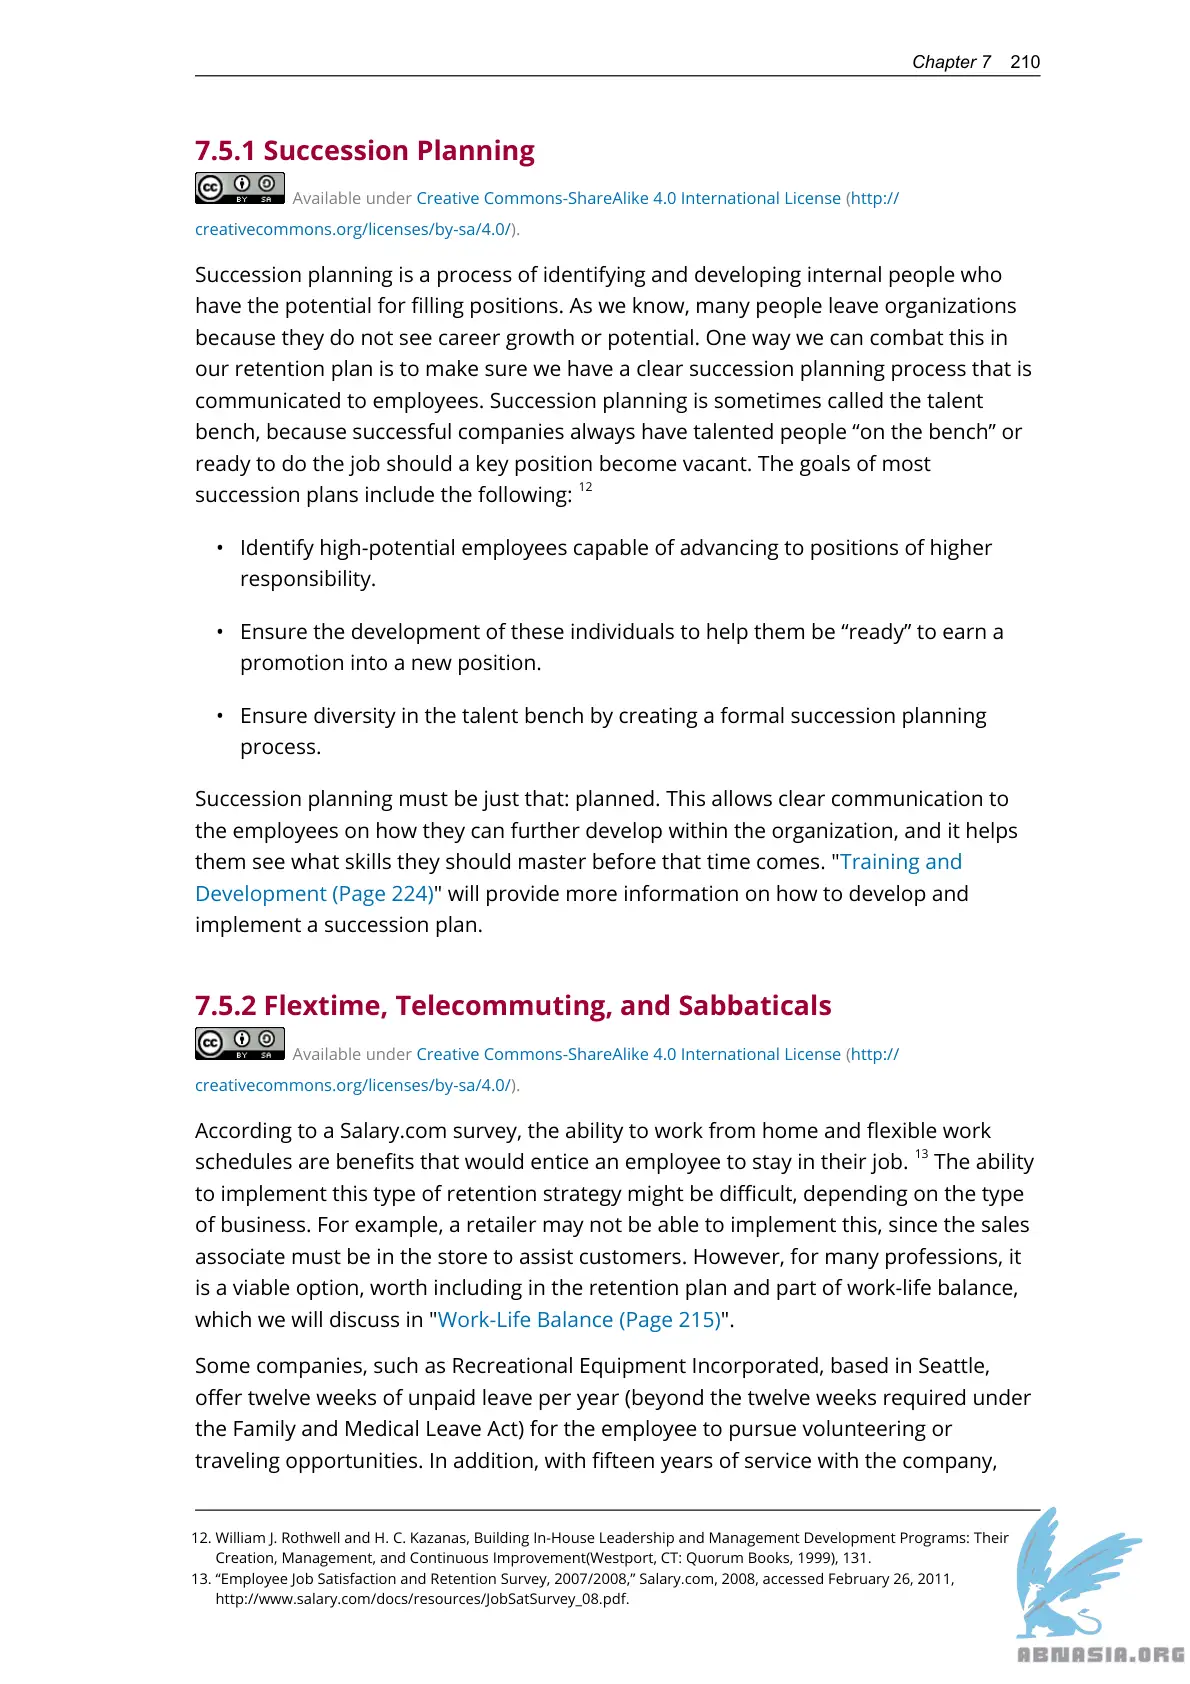 Chapter 7 210
7.5.1 Succession Planning
cc BY SA Available under Creative Commons-ShareAlike 4.0 International License (http://
creativecommons.org/licenses/by-sa/4.0/).
Succession planning is a process of identifying and developing internal people who
have the potential for filling positions. As we know, many people leave organizations
because they do not see career growth or potential. One way we can combat this in
our retention plan is to make sure we have a clear succession planning process that is
communicated to employees. Succession planning is sometimes called the talent
bench, because successful companies always have talented people “on the bench” or
ready to do the job should a key position become vacant. The goals of most
succession plans include the following: 12
• Identify high-potential employees capable of advancing to positions of higher
responsibility.
• Ensure the development of these individuals to help them be “ready” to earn a
promotion into a new position.
• Ensure diversity in the talent bench by creating a formal succession planning
process.
Succession planning must be just that: planned. This allows clear communication to
the employees on how they can further develop within the organization, and it helps
them see what skills they should master before that time comes. "Training and
Development (Page 224)" will provide more information on how to develop and
implement a succession plan.
7.5.2 Flextime, Telecommuting, and Sabbaticals
cc BY SA Available under Creative Commons-ShareAlike 4.0 International License (http://
creativecommons.org/licenses/by-sa/4.0/).
According to a Salary.com survey, the ability to work from home and flexible work
schedules are benefits that would entice an employee to stay in their job. 13 The ability
to implement this type of retention strategy might be difficult, depending on the type
of business. For example, a retailer may not be able to implement this, since the sales
associate must be in the store to assist customers. However, for many professions, it
is a viable option, worth including in the retention plan and part of work-life balance,
which we will discuss in "Work-Life Balance (Page 215)".
Some companies, such as Recreational Equipment Incorporated, based in Seattle,
offer twelve weeks of unpaid leave per year (beyond the twelve weeks required under
the Family and Medical Leave Act) for the employee to pursue volunteering or
traveling opportunities. In addition, with fifteen years of service with the company,
12. William J. Rothwell and H. C. Kazanas, Building In-House Leadership and Management Development Programs: Their
Creation, Management, and Continuous Improvement(Westport, CT: Quorum Books, 1999), 131.
13. “Employee Job Satisfaction and Retention Survey, 2007/2008,” Salary.com, 2008, accessed February 26, 2011,
http://www.salary.com/docs/resources/JobSatSurvey_08.pdf.
ABNASIA.ORG